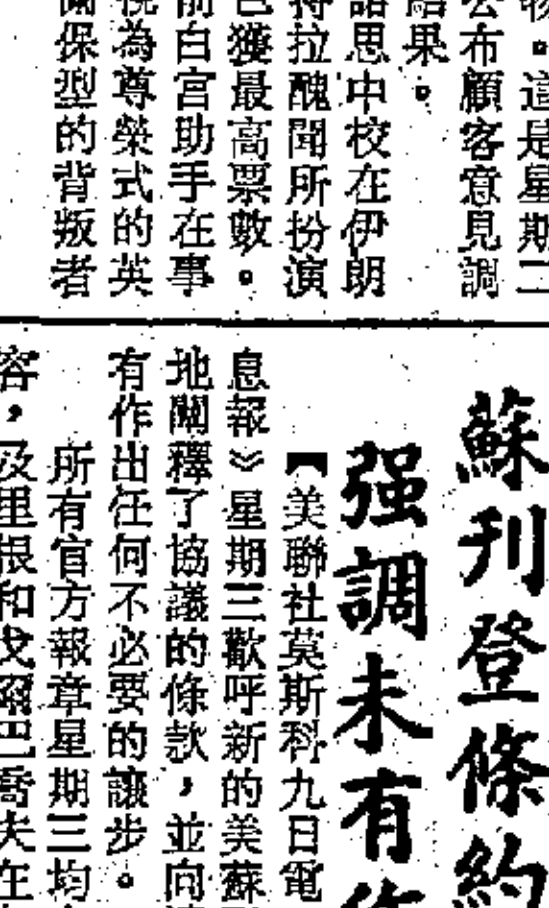 物。這是星期二
公布顧客意見調
結果。
諾思中校在伊朗
拉醜聞所扮演
已獲最高票數。
前白宮助手在事
視為尊榮式的英
保型的背叛者
蘇刊登條約
强調未有
【美聯社莫斯科九日電
息報》星期三歡呼新的美蘇
地闡釋了協議的條款，並向
有作出任何不必要的讓步。
所有官方報章星期三均
容，及里根和戈爾巴喬夫在